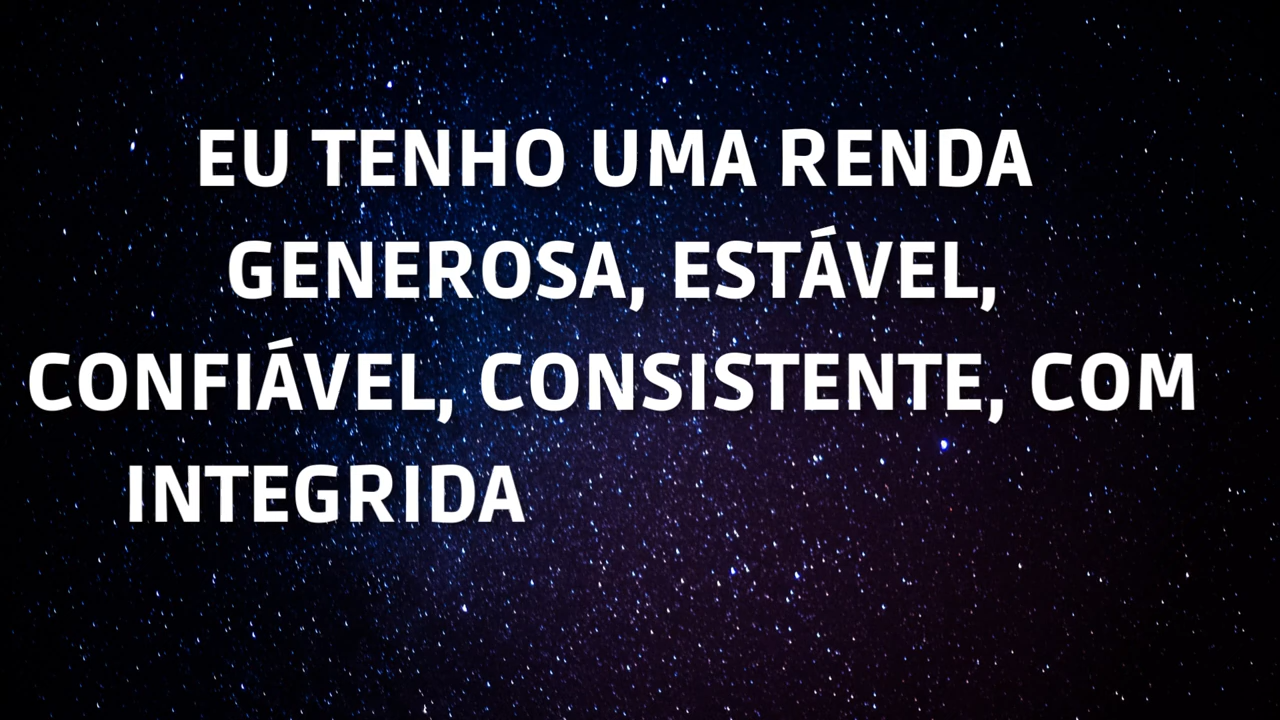 EU TENHO UMA RENDA
GENEROSA, ESTÁVEL,
CONFIÁVEL, CONSISTENTE, COM
INTEGRIDA